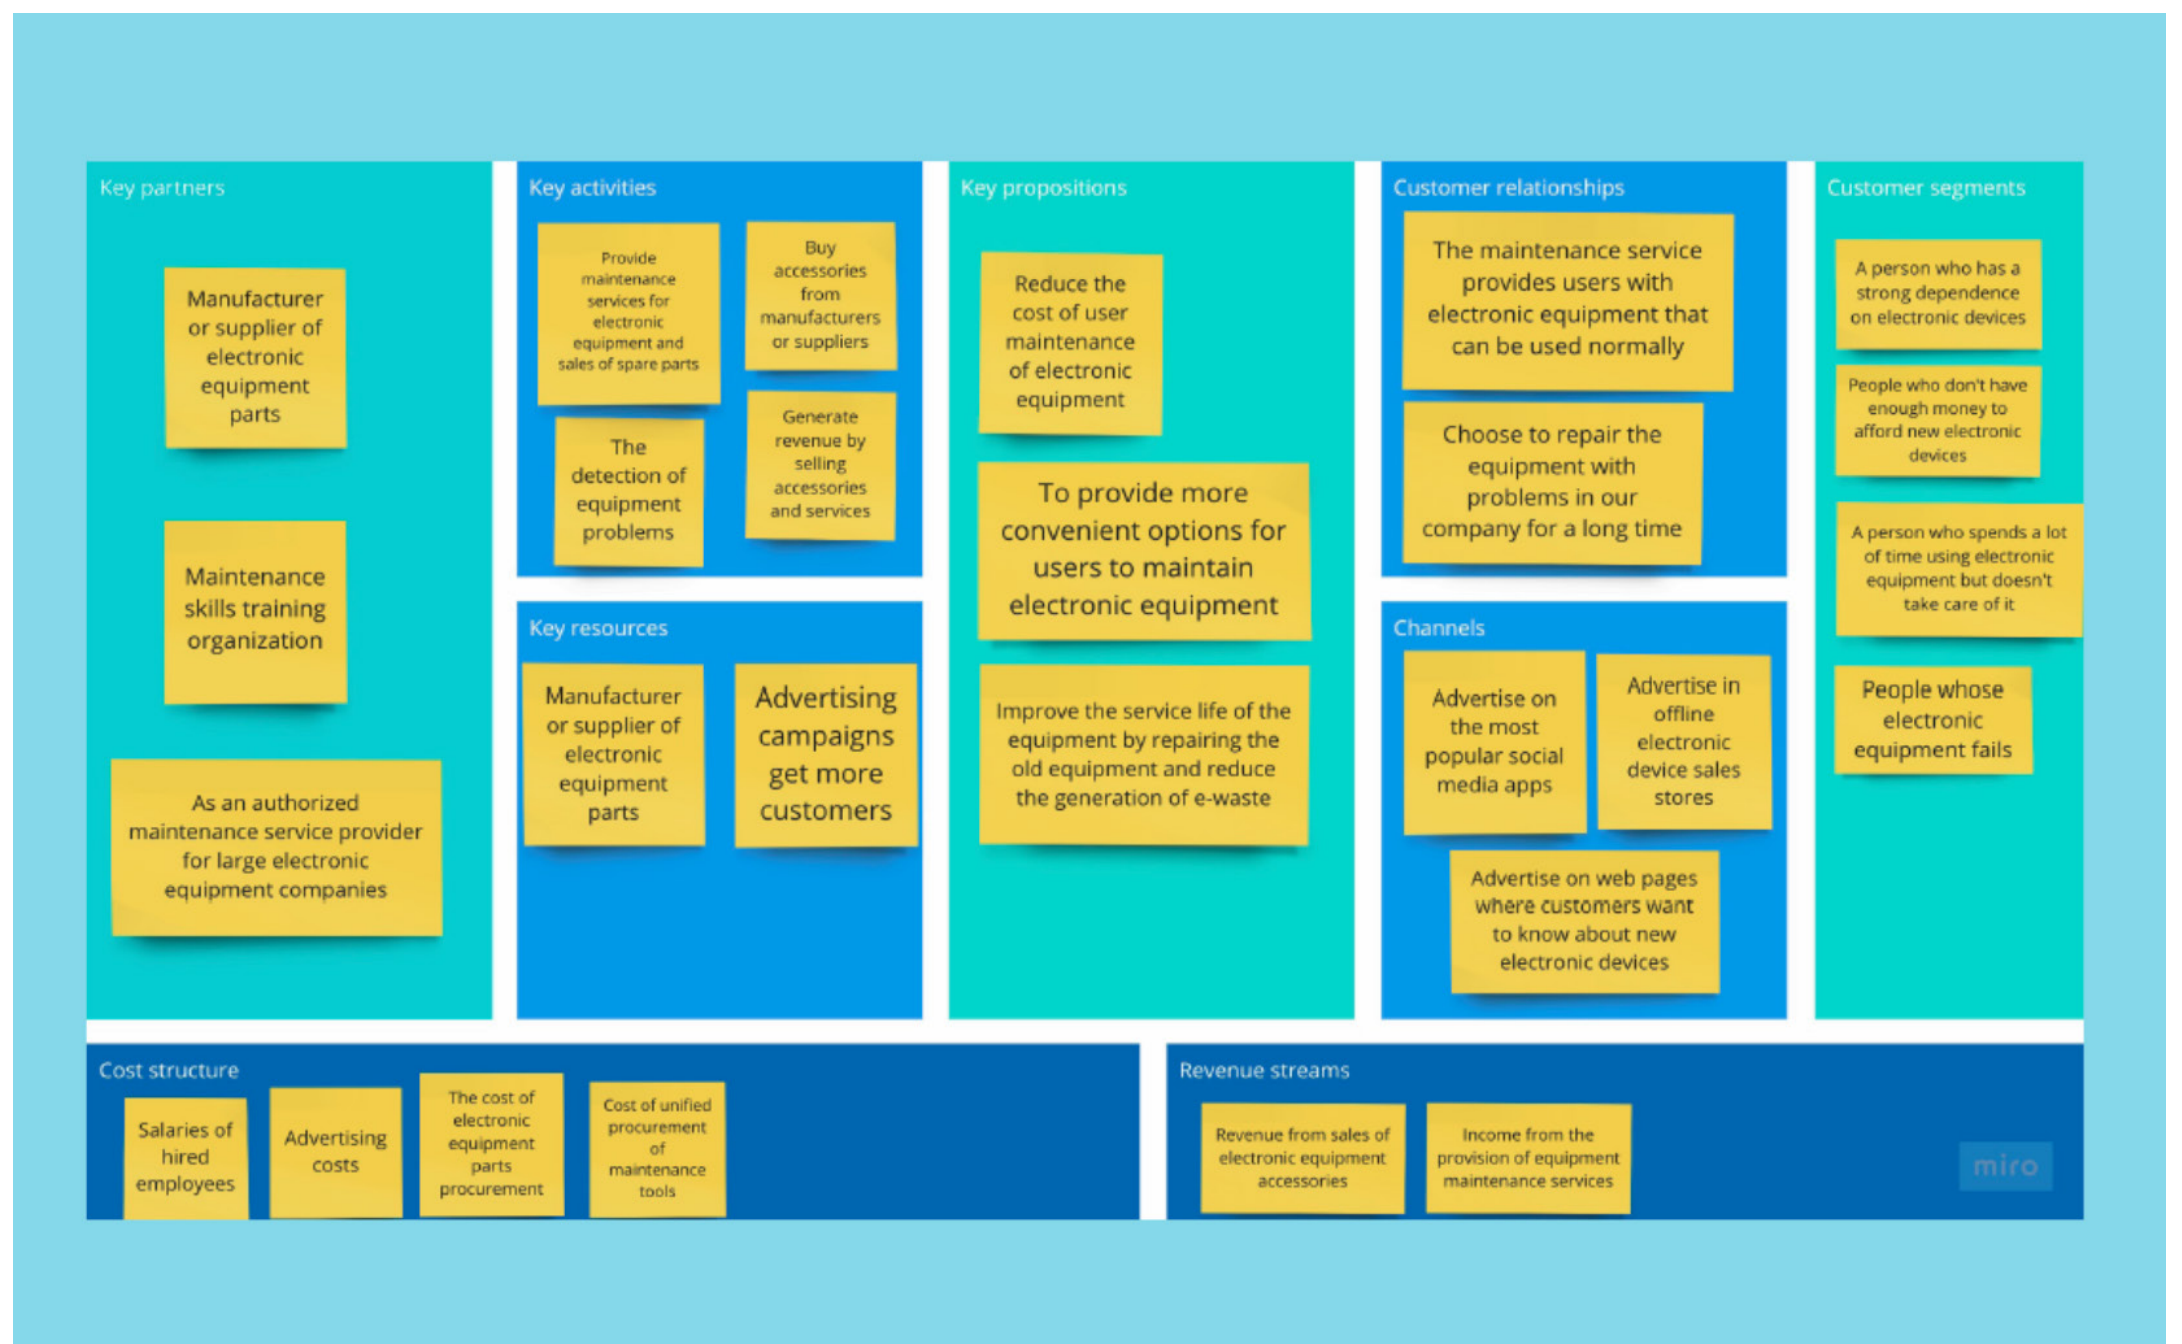 Key partners
Manufacturer
or supplier of
electronic
equipment
parts
Maintenance
skills training
organization
As an authorized
maintenance service provider
for large electronic
equipment companies
Key activities
Provide
maintenance
services for
electronic
equipment and
sales of spare parts
Buy
accessories
from
manufacturers
or suppliers
The
detection of
equipment
problems
Generate
revenue by
selling
accessories
and services
Key resources
Manufacturer
or supplier of
electronic
equipment
parts
Advertising
campaigns
get more
customers
Key propositions
Reduce the
cost of user
maintenance
of electronic
equipment
To provide more
convenient options for
users to maintain
electronic equipment
Improve the service life of the
equipment by repairing the
old equipment and reduce
the generation of e-waste
Customer relationships
The maintenance service
provides users with
electronic equipment that
can be used normally
Choose to repair the
equipment with
problems in our
company for a long time
Channels
Advertise on
the most
popular social
media apps
Advertise in
offline
electronic
device sales
stores
Advertise on web pages
where customers want
to know about new
electronic devices
Customer segments
A person who has a
strong dependence
on electronic devices
People who don't have
enough money to
afford new electronic
devices
A person who spends a lot
of time using electronic
equipment but doesn't
take care of it
People whose
electronic
equipment fails
Cost structure
Salaries of
hired
employees
Advertising
costs
The cost of
electronic
equipment
parts
procurement
Cost of unified
procurement
of
maintenance
tools
Revenue streams
Revenue from sales of
electronic equipment
accessories
Income from the
provision of equipment
maintenance services
miro